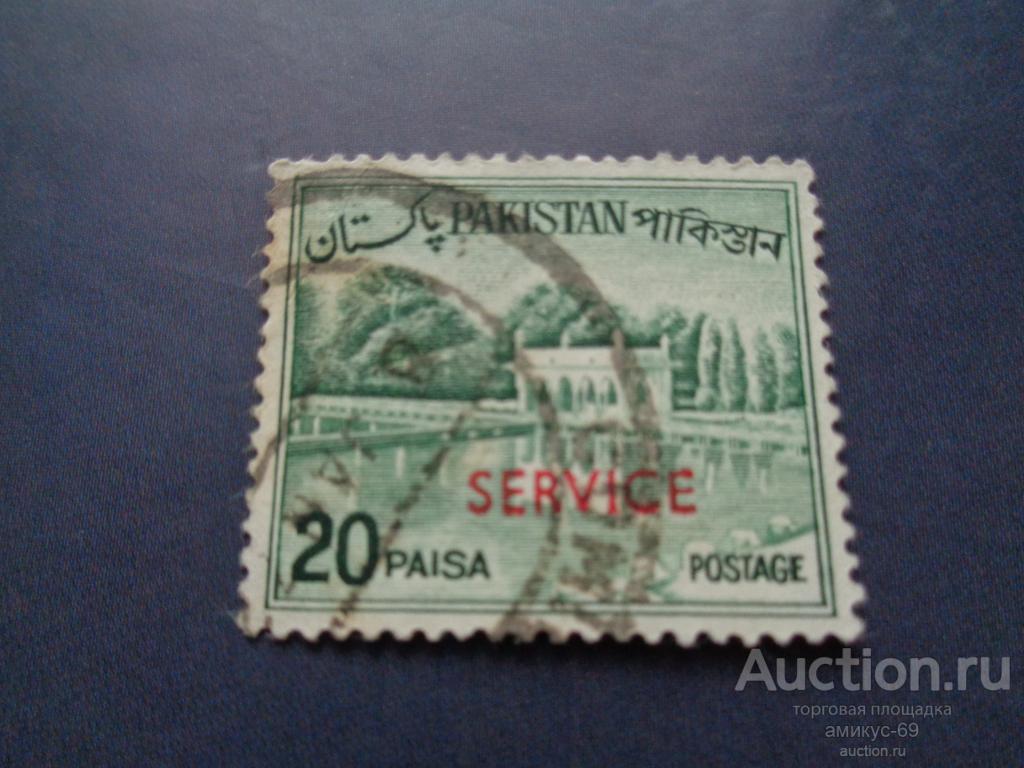 پاکستان PAKISTAN পাকিস্তান
SERVICE
20 PAISA POSTAGE
Auction.ru
торговая площадка
амикус-69
auction.ru